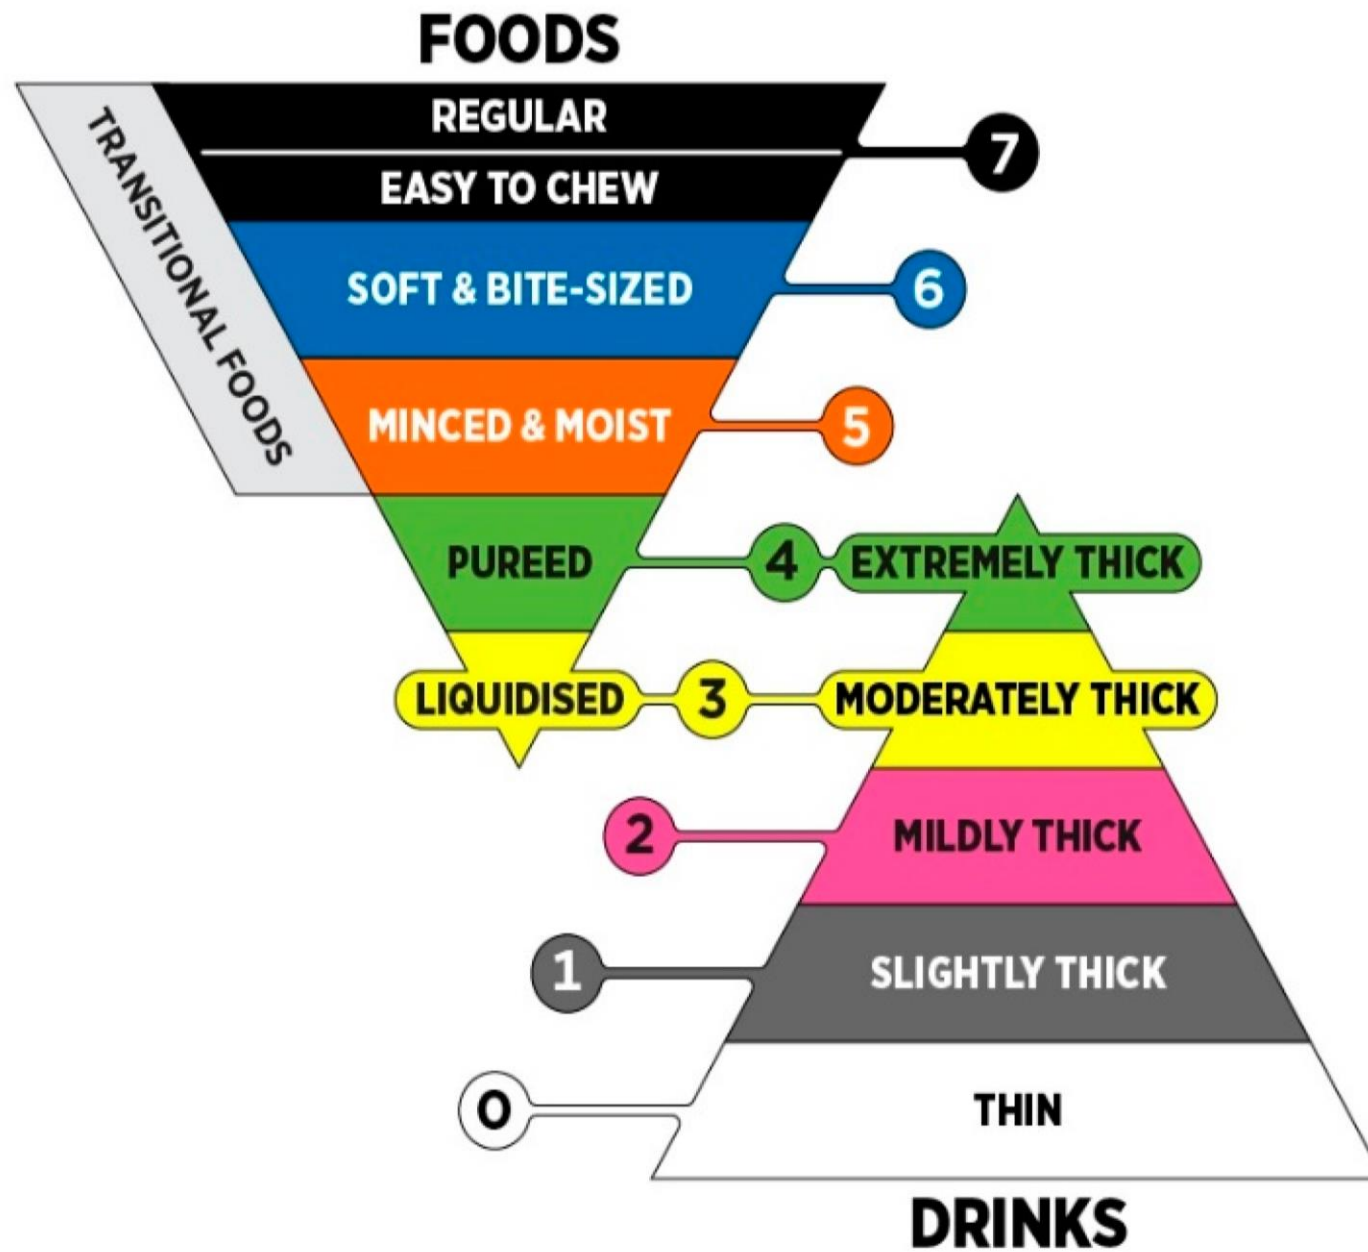 FOODS
TRANSITIONAL FOODS
REGULAR
EASY TO CHEW
7
SOFT & BITE-SIZED
6
MINCED & MOIST
5
PUREED
4
EXTREMELY THICK
LIQUIDISED
3
MODERATELY THICK
2
MILDLY THICK
1
SLIGHTLY THICK
0
THIN
DRINKS